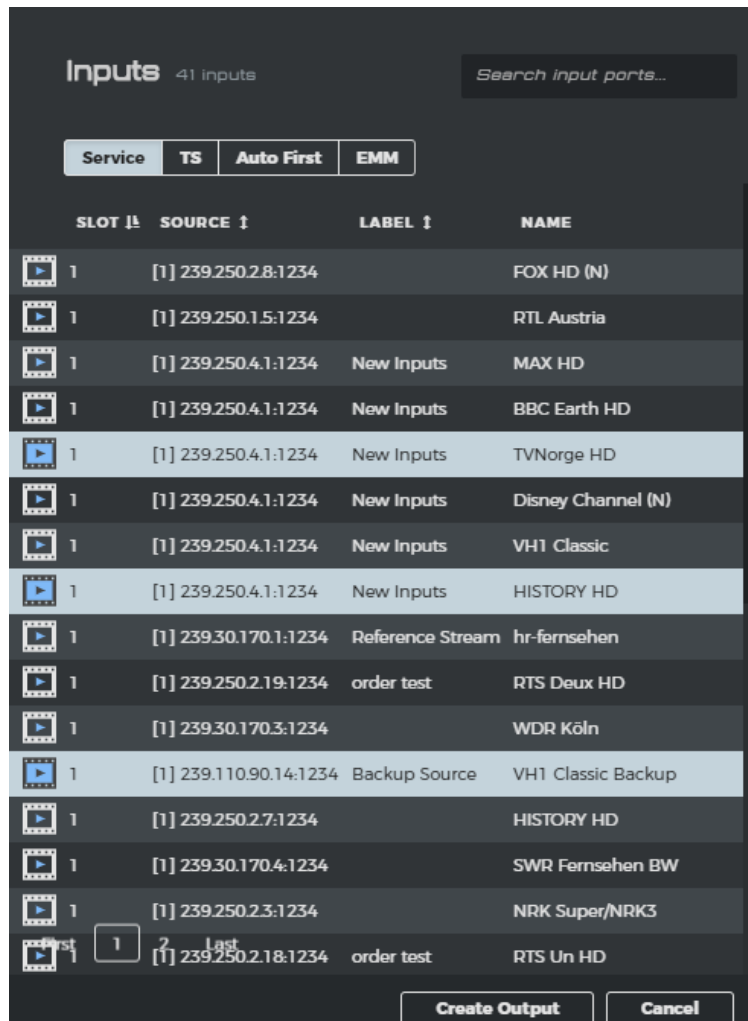 Inputs 41 inputs Search input ports...
Service TS Auto First EMM
SLOT SOURCE LABEL NAME
1 [1] 239.250.2.8:1234 FOX HD (N)
1 [1] 239.250.1.5:1234 RTL Austria
1 [1] 239.250.4.1:1234 New Inputs MAX HD
1 [1] 239.250.4.1:1234 New Inputs BBC Earth HD
1 [1] 239.250.4.1:1234 New Inputs TVNorge HD
1 [1] 239.250.4.1:1234 New Inputs Disney Channel (N)
1 [1] 239.250.4.1:1234 New Inputs VH1 Classic
1 [1] 239.250.4.1:1234 New Inputs HISTORY HD
1 [1] 239.30.170.1:1234 Reference Stream hr-fernsehen
1 [1] 239.250.2.19:1234 order test RTS Deux HD
1 [1] 239.30.170.3:1234 WDR Köln
1 [1] 239.110.90.14:1234 Backup Source VH1 Classic Backup
1 [1] 239.250.2.7:1234 HISTORY HD
1 [1] 239.30.170.4:1234 SWR Fernsehen BW
1 [1] 239.250.2.3:1234 NRK Super/NRK3
First 1 2 Last
1 [1] 239.250.2.18:1234 order test RTS Un HD
Create Output Cancel